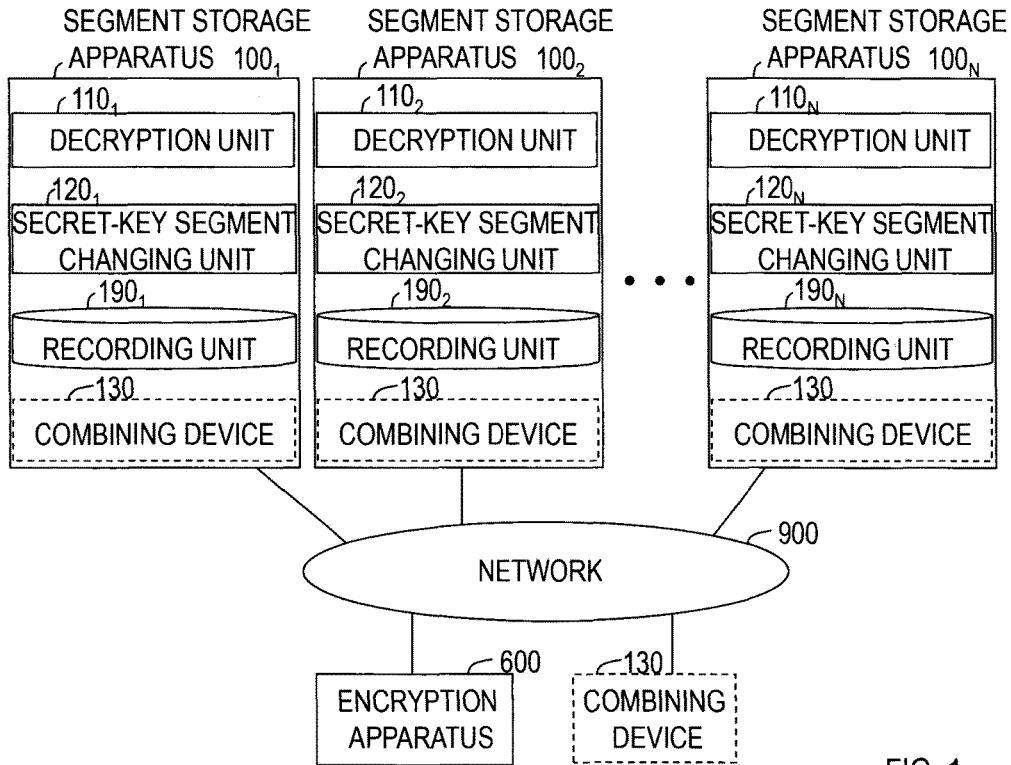 SEGMENT STORAGE
APPARATUS 100₁
110₁
DECRYPTION UNIT
120₁
SECRET-KEY SEGMENT
CHANGING UNIT
190₁
RECORDING UNIT
130
COMBINING DEVICE
SEGMENT STORAGE
APPARATUS 100₂
110₂
DECRYPTION UNIT
120₂
SECRET-KEY SEGMENT
CHANGING UNIT
190₂
RECORDING UNIT
130
COMBINING DEVICE
• • •
SEGMENT STORAGE
APPARATUS 100N
110N
DECRYPTION UNIT
120N
SECRET-KEY SEGMENT
CHANGING UNIT
190N
RECORDING UNIT
130
COMBINING DEVICE
900
NETWORK
600
ENCRYPTION
APPARATUS
130
COMBINING
DEVICE